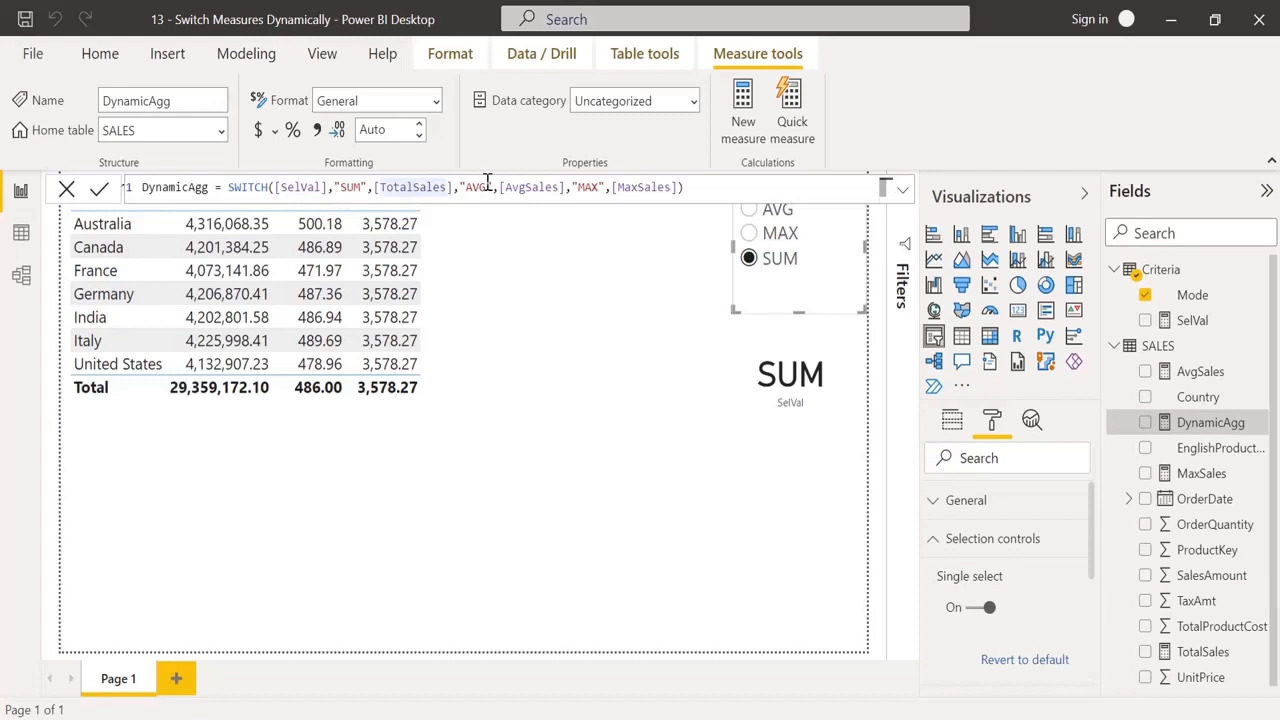 13 - Switch Measures Dynamically - Power BI Desktop
Search
Sign in
File Home Insert Modeling View Help Format Data / Drill Table tools Measure tools
Name DynamicAgg
Format General
Data category Uncategorized
New measure
Quick measure
Home table SALES
$ % Auto
Structure
Formatting
Properties
Calculations
1 DynamicAgg = SWITCH([SelVal],"SUM",[TotalSales],"AVG",[AvgSales],"MAX",[MaxSales])
Australia 4,316,068.35 500.18 3,578.27
Canada 4,201,384.25 486.89 3,578.27
France 4,073,141.86 471.97 3,578.27
Germany 4,206,870.41 487.36 3,578.27
India 4,202,801.58 486.94 3,578.27
Italy 4,225,998.41 489.69 3,578.27
United States 4,132,907.23 478.96 3,578.27
Total 29,359,172.10 486.00 3,578.27
AVG
MAX
SUM
SUM
SelVal
Filters
Visualizations
R Py
Search
General
Selection controls
Single select
On
Revert to default
Fields
Search
Criteria
Mode
SelVal
SALES
AvgSales
Country
DynamicAgg
EnglishProduct...
MaxSales
OrderDate
OrderQuantity
ProductKey
SalesAmount
TaxAmt
TotalProductCost
TotalSales
UnitPrice
Page 1
Page 1 of 1